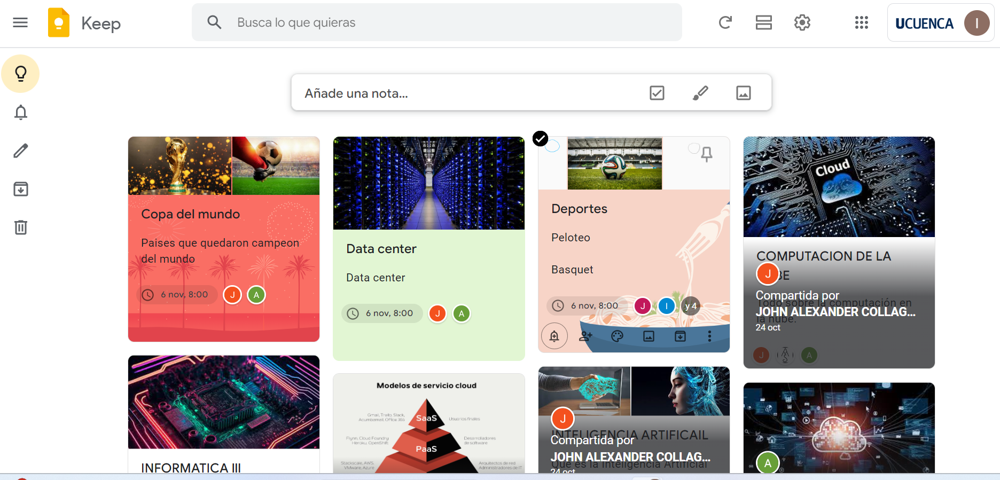 Keep
Busca lo que quieras
UCUENCA
I
Añade una nota...
Copa del mundo
Paises que quedaron campeon
del mundo
6 nov, 8:00
J
A
Data center
Data center
6 nov, 8:00
J
A
Deportes
Peloteo
Basquet
6 nov, 8:00
J
I
y 4
Cloud
COMPUTACION DE LA
BE
J
Compartida por
Todo sobre la computación en
JOHN ALEXANDER COLLAG...
la nube.
24 oct
J
A
INFORMATICA III
Modelos de servicio cloud
Gmail, Trello, Slack,
Acumbamail, Office 365
SaaS
Usuarios finales
Flynn, Cloud Foundry
Heroku, OpenShift
PaaS
Desarrolladores
de software
Stackscale, AWS,
VMware, Azure
Arquitectos de red
Administradores de IT
J
INTELIGENCIA ARTIFICAIL
Compartida por
JOHN ALEXANDER COLLAG...
Que es la Inteligencia Artificial
24 oct
A